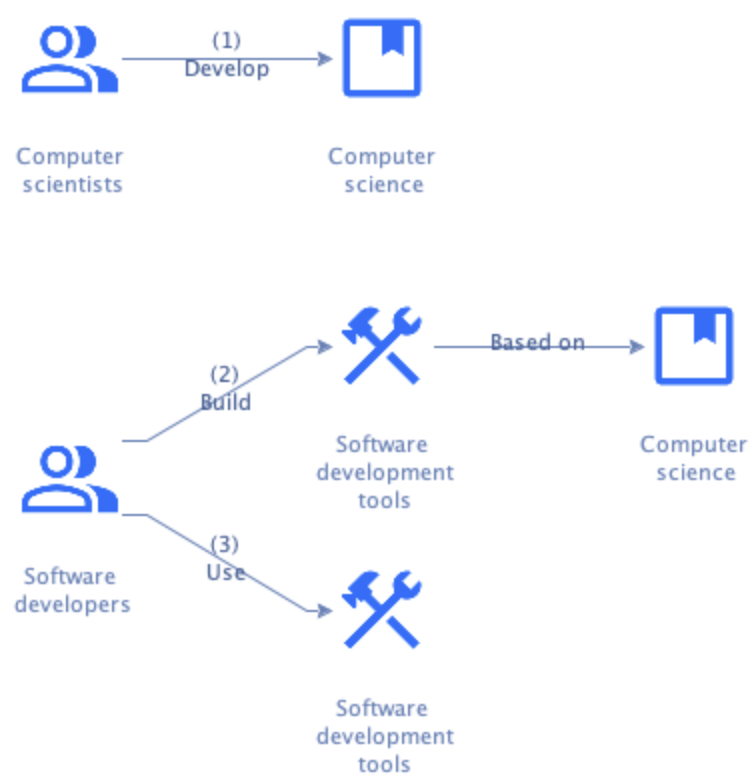 (1)
Develop
Computer
scientists
Computer
science
(2)
Build
Based on
Software
development
tools
Computer
science
Software
developers
(3)
Use
Software
development
tools